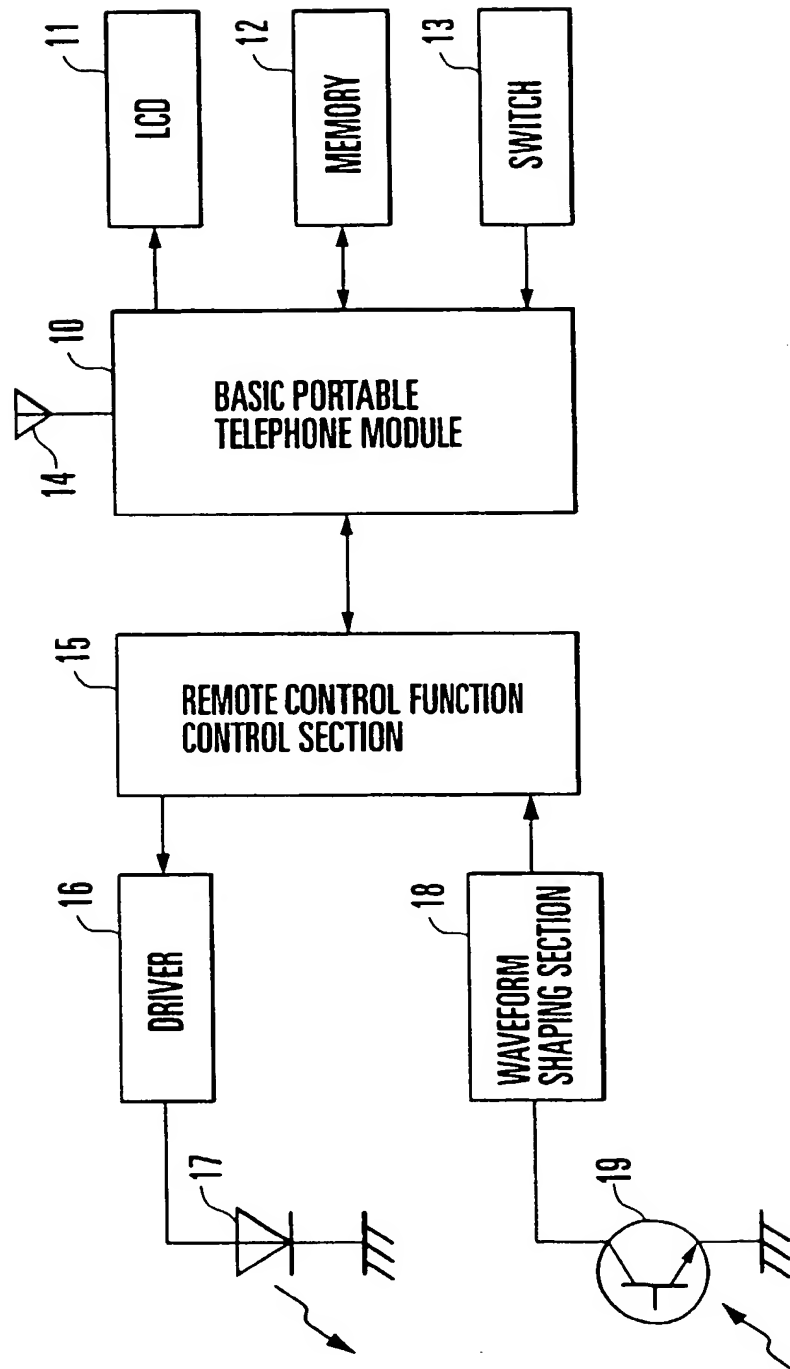 11
LCD
12
MEMORY
13
SWITCH
10
14
BASIC PORTABLE
TELEPHONE MODULE
15
REMOTE CONTROL FUNCTION
CONTROL SECTION
16
DRIVER
17
18
WAVEFORM
SHAPING SECTION
19